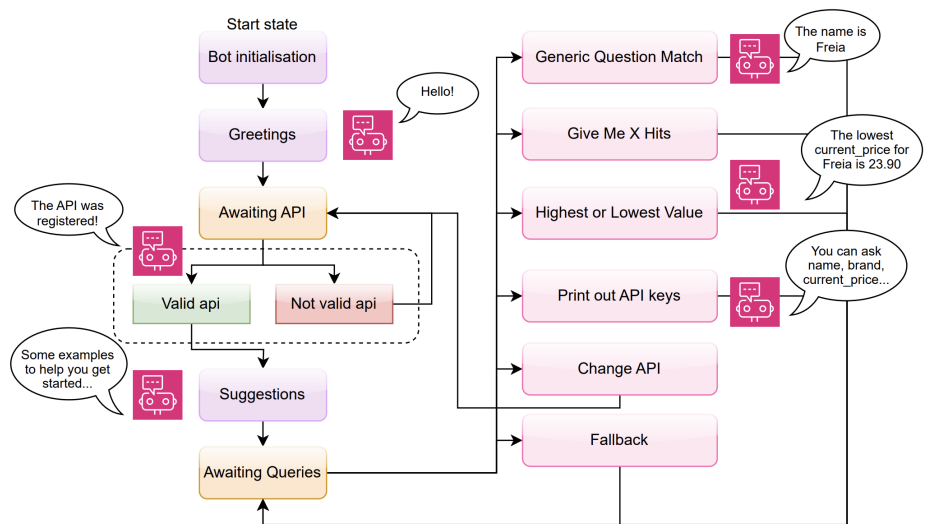 Start state
Bot initialisation
Greetings
Hello!
Awaiting API
The API was
registered!
Valid api
Not valid api
Some examples
to help you get
started...
Suggestions
Awaiting Queries
Generic Question Match
The name is
Freia
Give Me X Hits
The lowest
current_price for
Freia is 23.90
Highest or Lowest Value
You can ask
name, brand,
current_price...
Print out API keys
Change API
Fallback